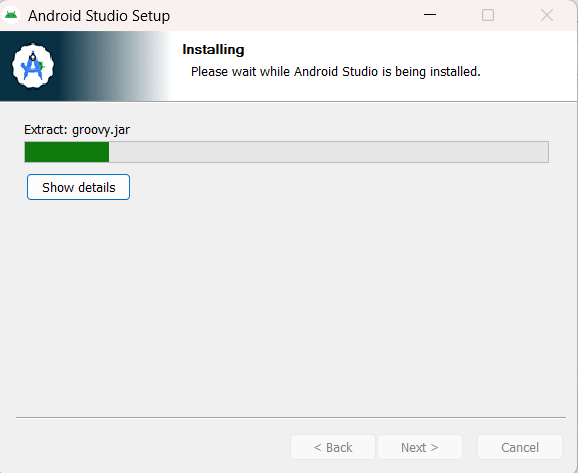 Android Studio Setup
Installing
Please wait while Android Studio is being installed.
Extract: groovy.jar
Show details
< Back
Next >
Cancel